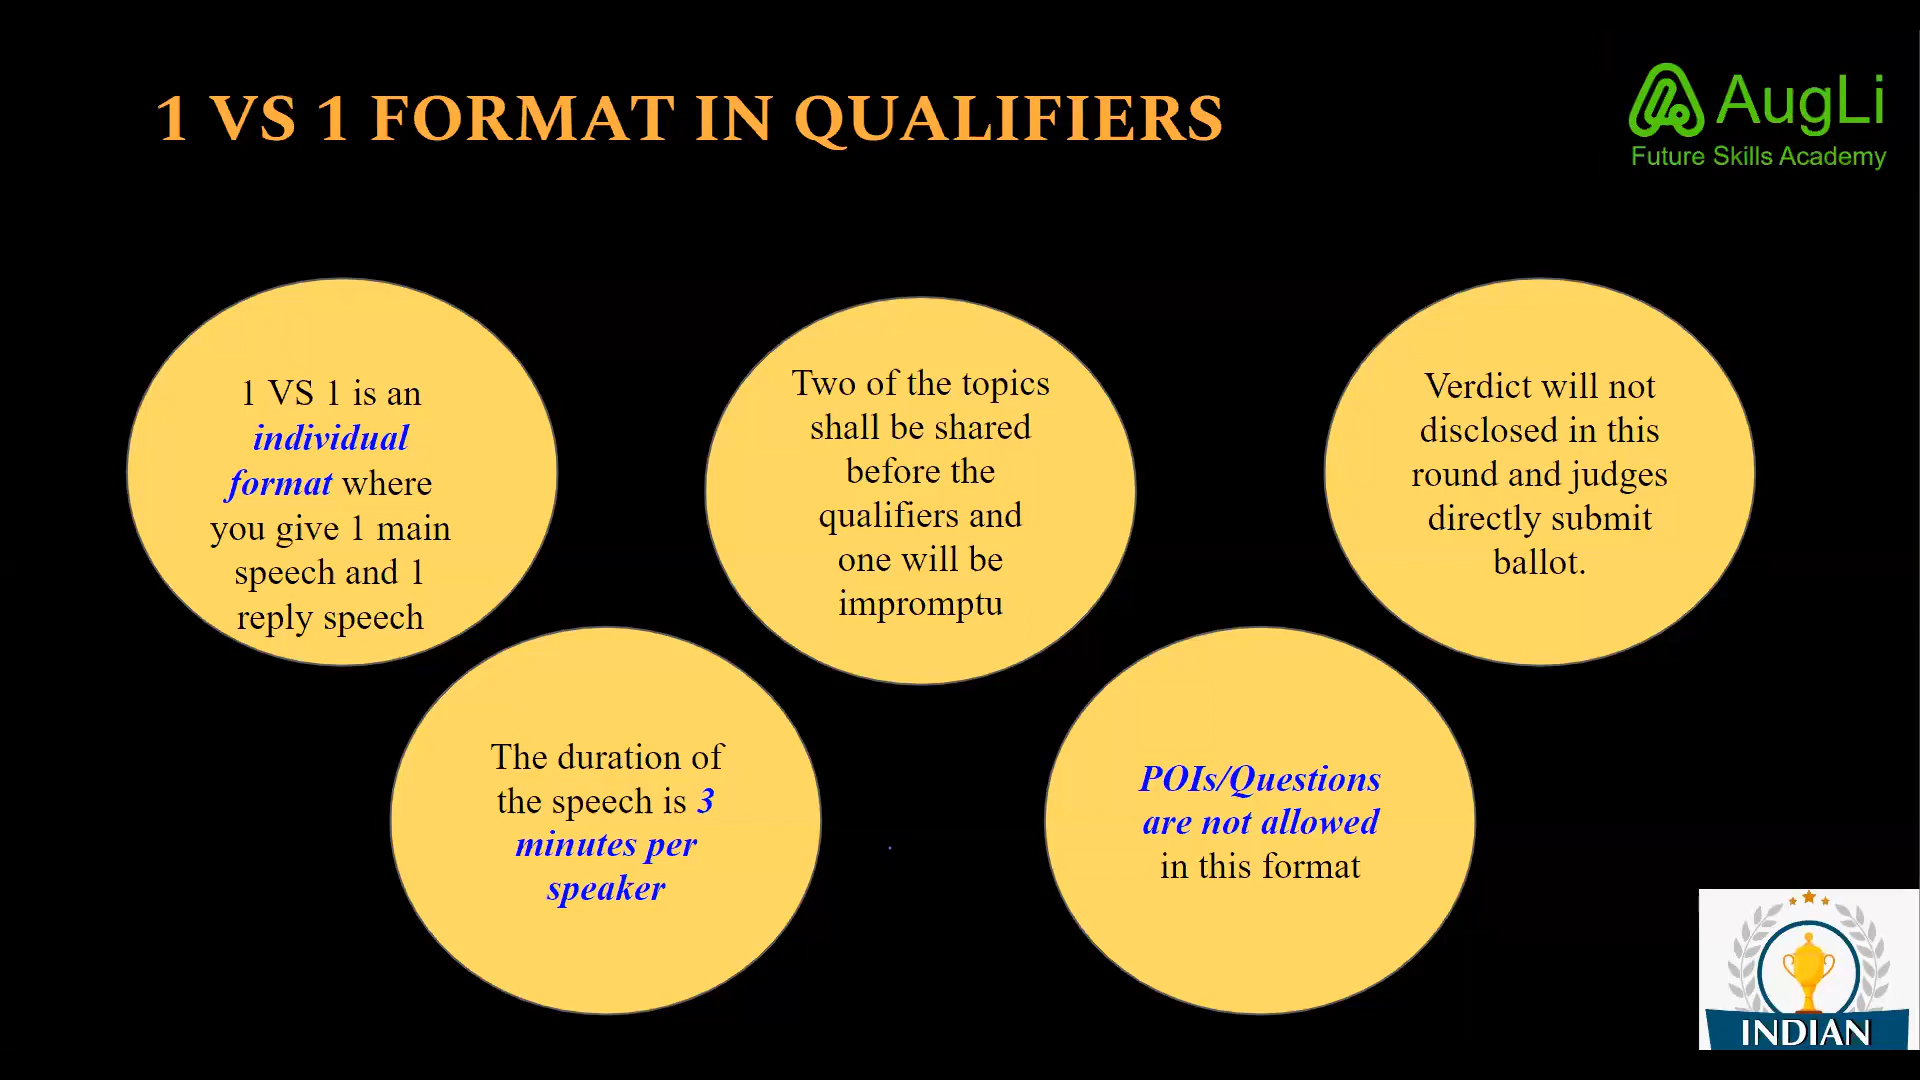 1 VS 1 FORMAT IN QUALIFIERS
AugLi
Future Skills Academy
1 VS 1 is an
individual
format where
you give 1 main
speech and 1
reply speech
The duration of
the speech is 3
minutes per
speaker
Two of the topics
shall be shared
before the
qualifiers and
one will be
impromptu
POIs/Questions
are not allowed
in this format
Verdict will not
disclosed in this
round and judges
directly submit
ballot.
INDIAN